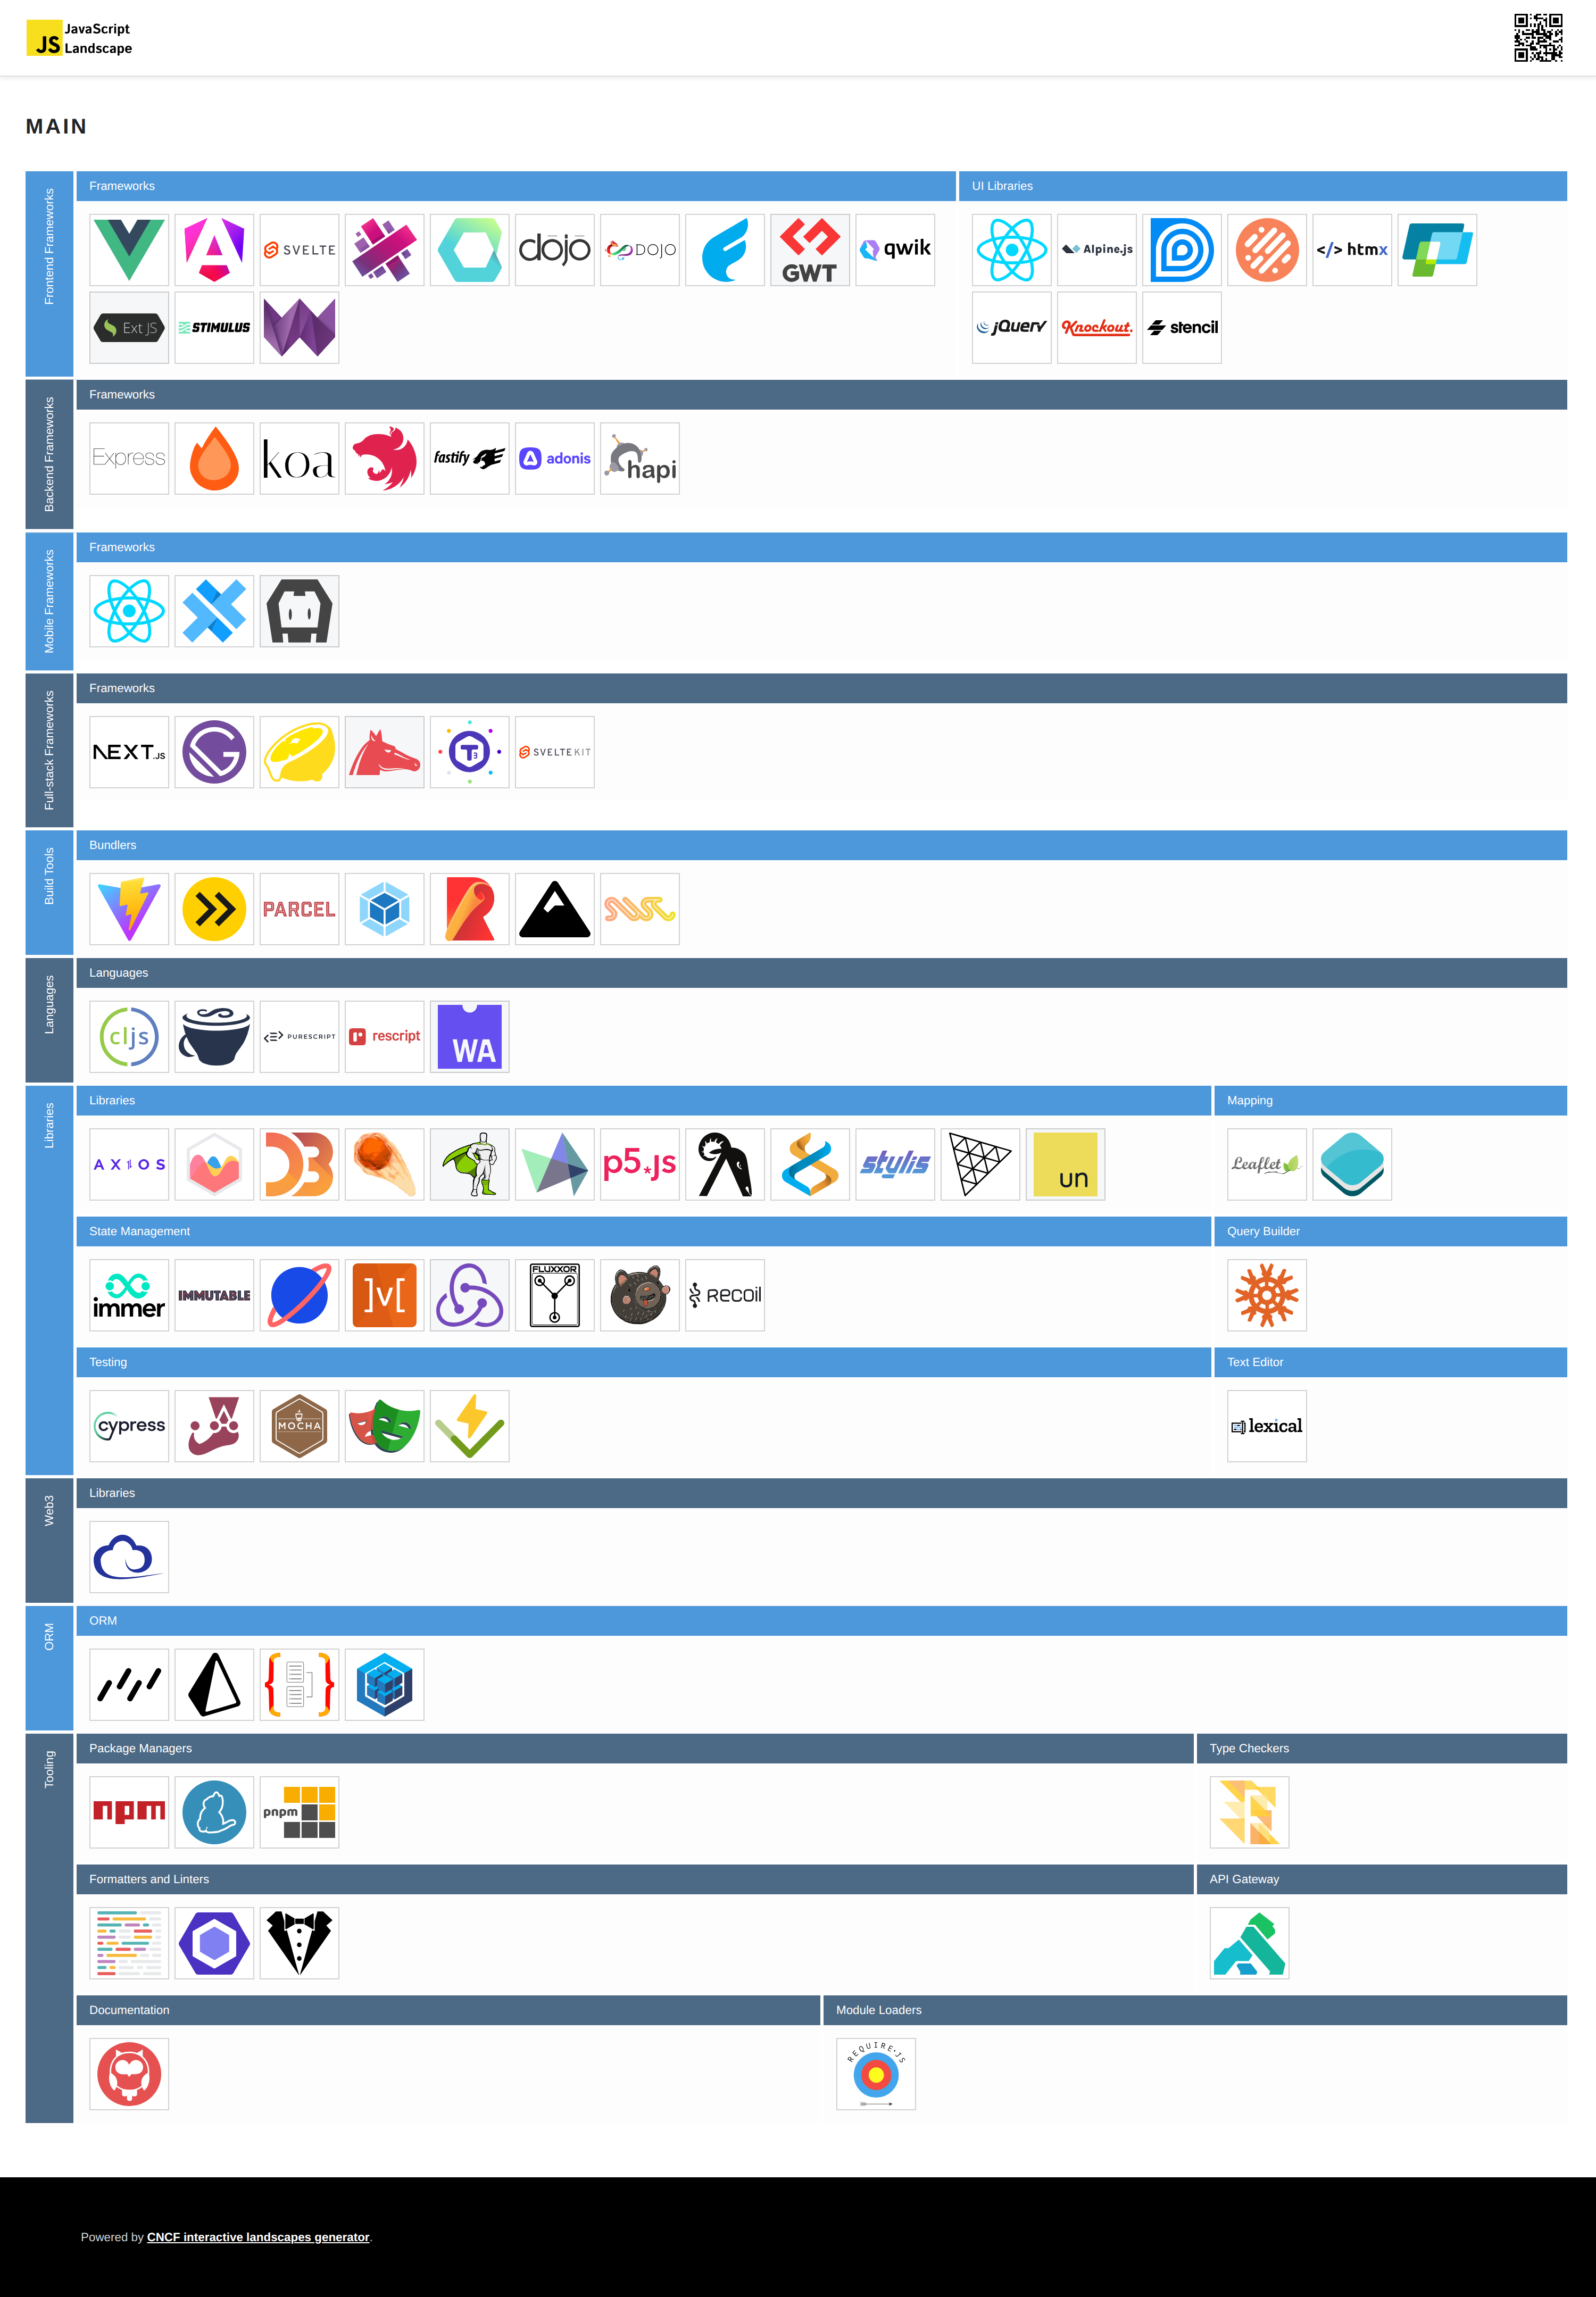 JS JavaScript
Landscape
MAIN
Frontend Frameworks
Frameworks
SVELTE
dojo
DOJO
GWT
qwik
Ext JS
STIMULUS
UI Libraries
Alpine.js
</> htmx
jQuery
Knockout.
stencil
Backend Frameworks
Frameworks
Express
koa
fastify
adonis
hapi
Mobile Frameworks
Frameworks
Full-stack Frameworks
Frameworks
NEXT.JS
T3
SVELTEKIT
Build Tools
Bundlers
PARCEL
Languages
Languages
cljs
PURESCRIPT
rescript
WA
Libraries
Libraries
AXIOS
D3
p5*js
stylis
un
Mapping
Leaflet
State Management
immer
IMMUTABLE
]v[
FLUXXOR
Recoil
Query Builder
Testing
cypress
MOCHA
Text Editor
lexical
Web3
Libraries
ORM
ORM
Tooling
Package Managers
npm
pnpm
Type Checkers
Formatters and Linters
API Gateway
Documentation
Module Loaders
REQUIRE.JS
Powered by CNCF interactive landscapes generator.